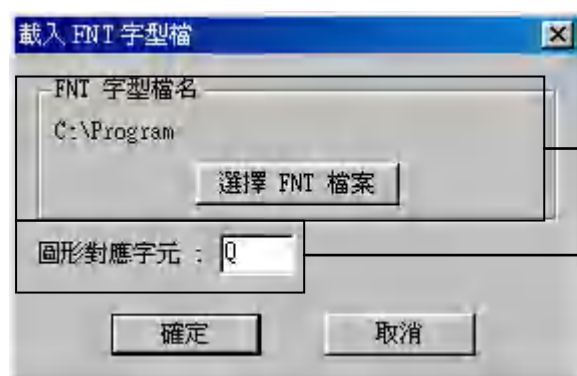 載入 FNT 字型檔
FNT 字型檔名
C:\Program
選擇 FNT 檔案
圖形對應字元 : Q
確定 取消